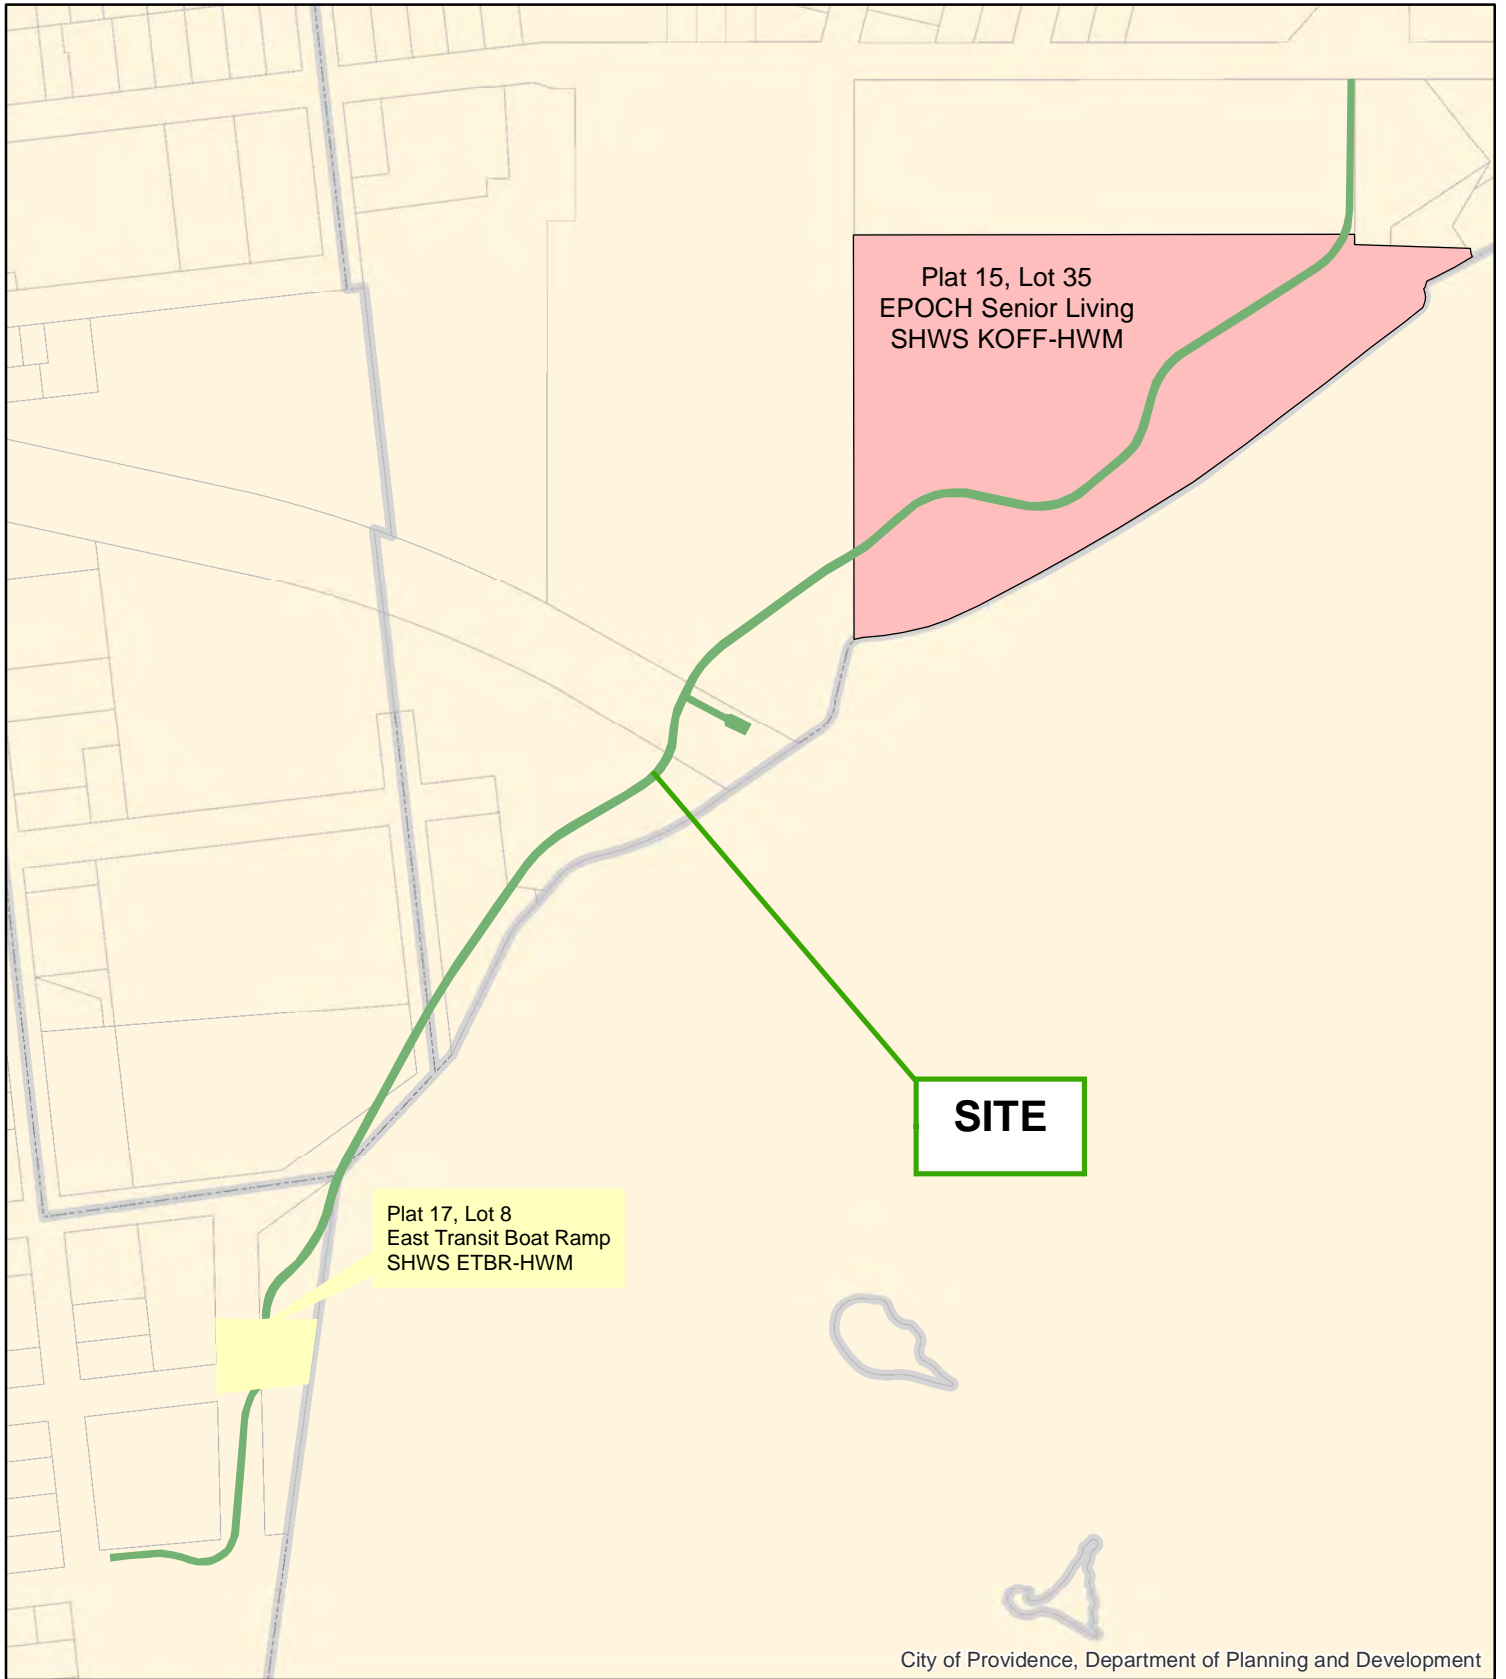 Plat 15, Lot 35
EPOCH Senior Living
SHWS KOFF-HWM
SITE
Plat 17, Lot 8
East Transit Boat Ramp
SHWS ETBR-HWM
City of Providence, Department of Planning and Development